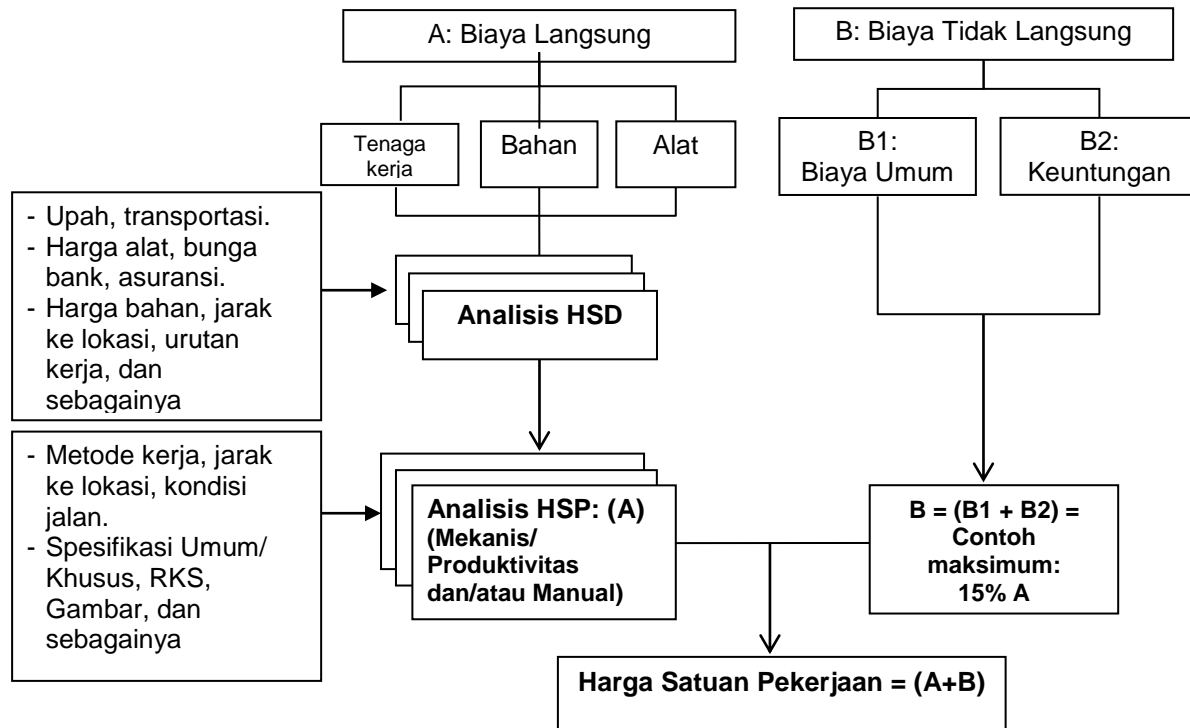 A: Biaya Langsung
B: Biaya Tidak Langsung
Tenaga
kerja
Bahan
Alat
B1:
Biaya Umum
B2:
Keuntungan
- Upah, transportasi.
- Harga alat, bunga
bank, asuransi.
- Harga bahan, jarak
ke lokasi, urutan
kerja, dan
sebagainya
Analisis HSD
- Metode kerja, jarak
ke lokasi, kondisi
jalan.
- Spesifikasi Umum/
Khusus, RKS,
Gambar, dan
sebagainya
Analisis HSP: (A)
(Mekanis/
Produktivitas
dan/atau Manual)
B = (B1 + B2) =
Contoh
maksimum:
15% A
Harga Satuan Pekerjaan = (A+B)